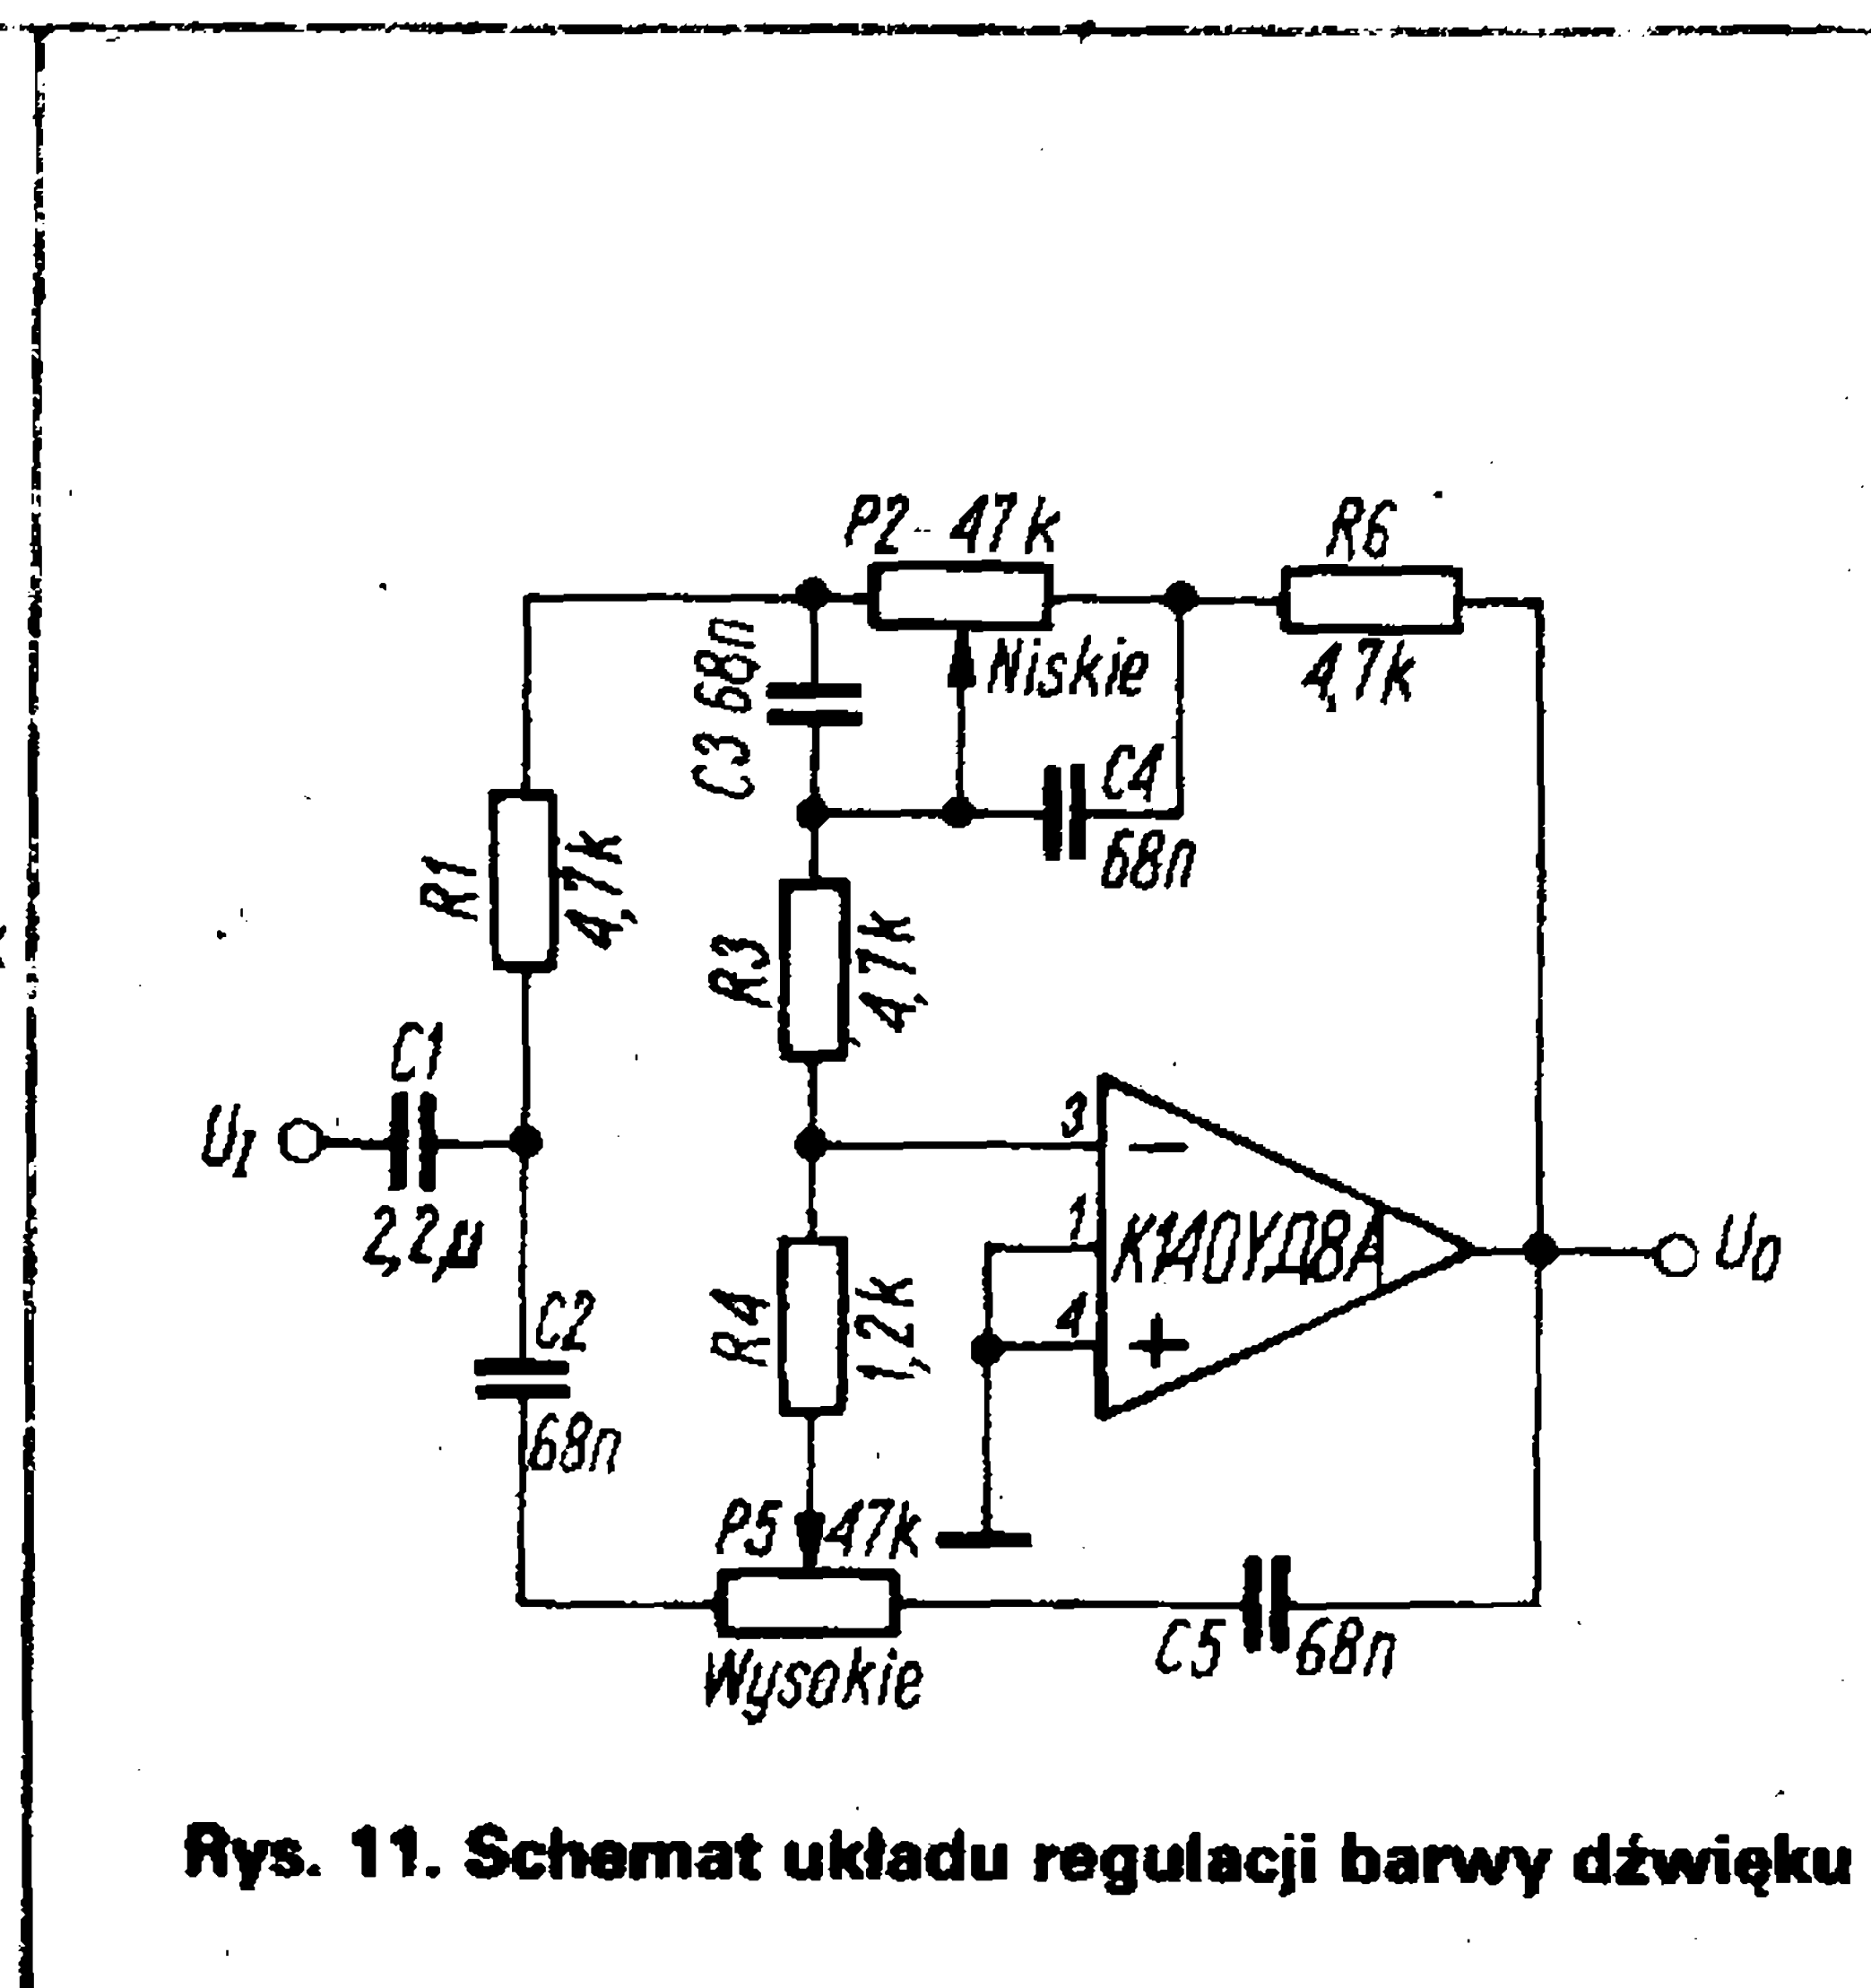 P2 47k
R6
4,7k
Niskie
C3 68n
C4
68n
R1
4,7k
R3
4,7k
C1
U1
2,2µ
3
1
4
–
+
К140УД8А
U0
C2
68n
R4
1,2k
P5 47k
Wysokie
C5 68n
Rys. 11. Schemat układu regulacji barwy dźwięku